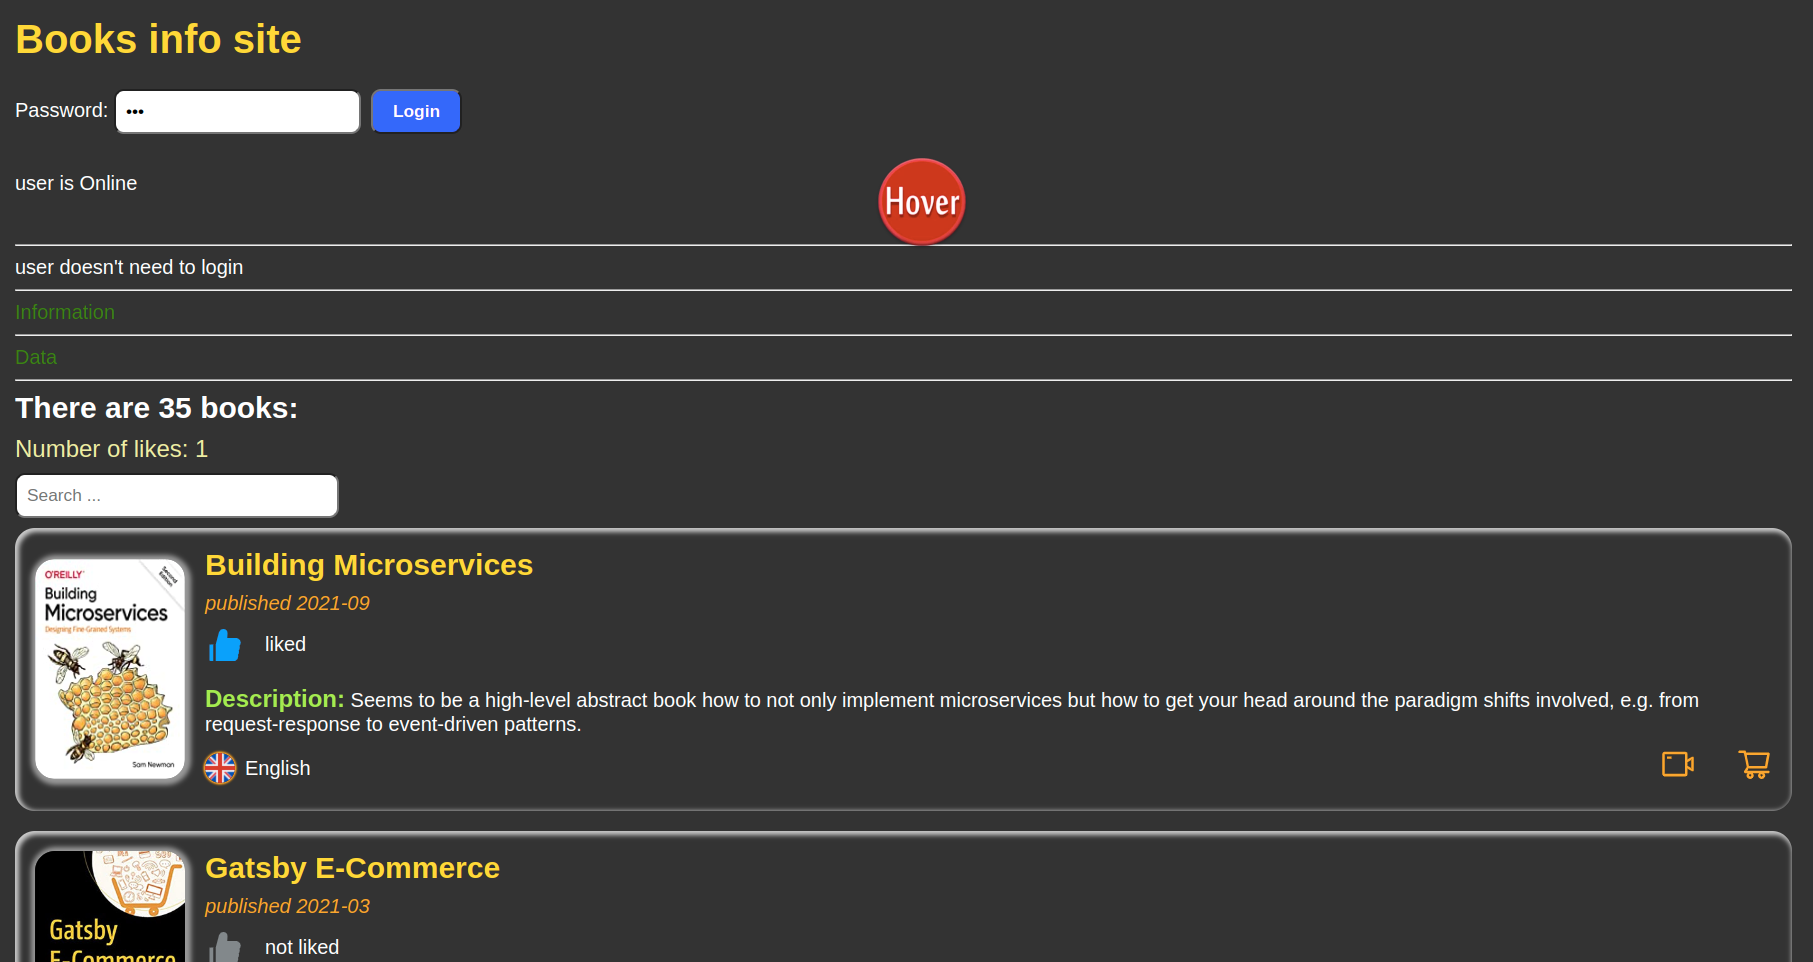 Books info site
Password: •••
Login
user is Online
Hover
user doesn't need to login
Information
Data
There are 35 books:
Number of likes: 1
Search ...
O'REILLY
Second
Edition
Building
Microservices
Designing Fine-Grained Systems
Sam Newman
Building Microservices
published 2021-09
liked
Description: Seems to be a high-level abstract book how to not only implement microservices but how to get your head around the paradigm shifts involved, e.g. from
request-response to event-driven patterns.
English
Gatsby
E-Commerce
Gatsby E-Commerce
published 2021-03
not liked